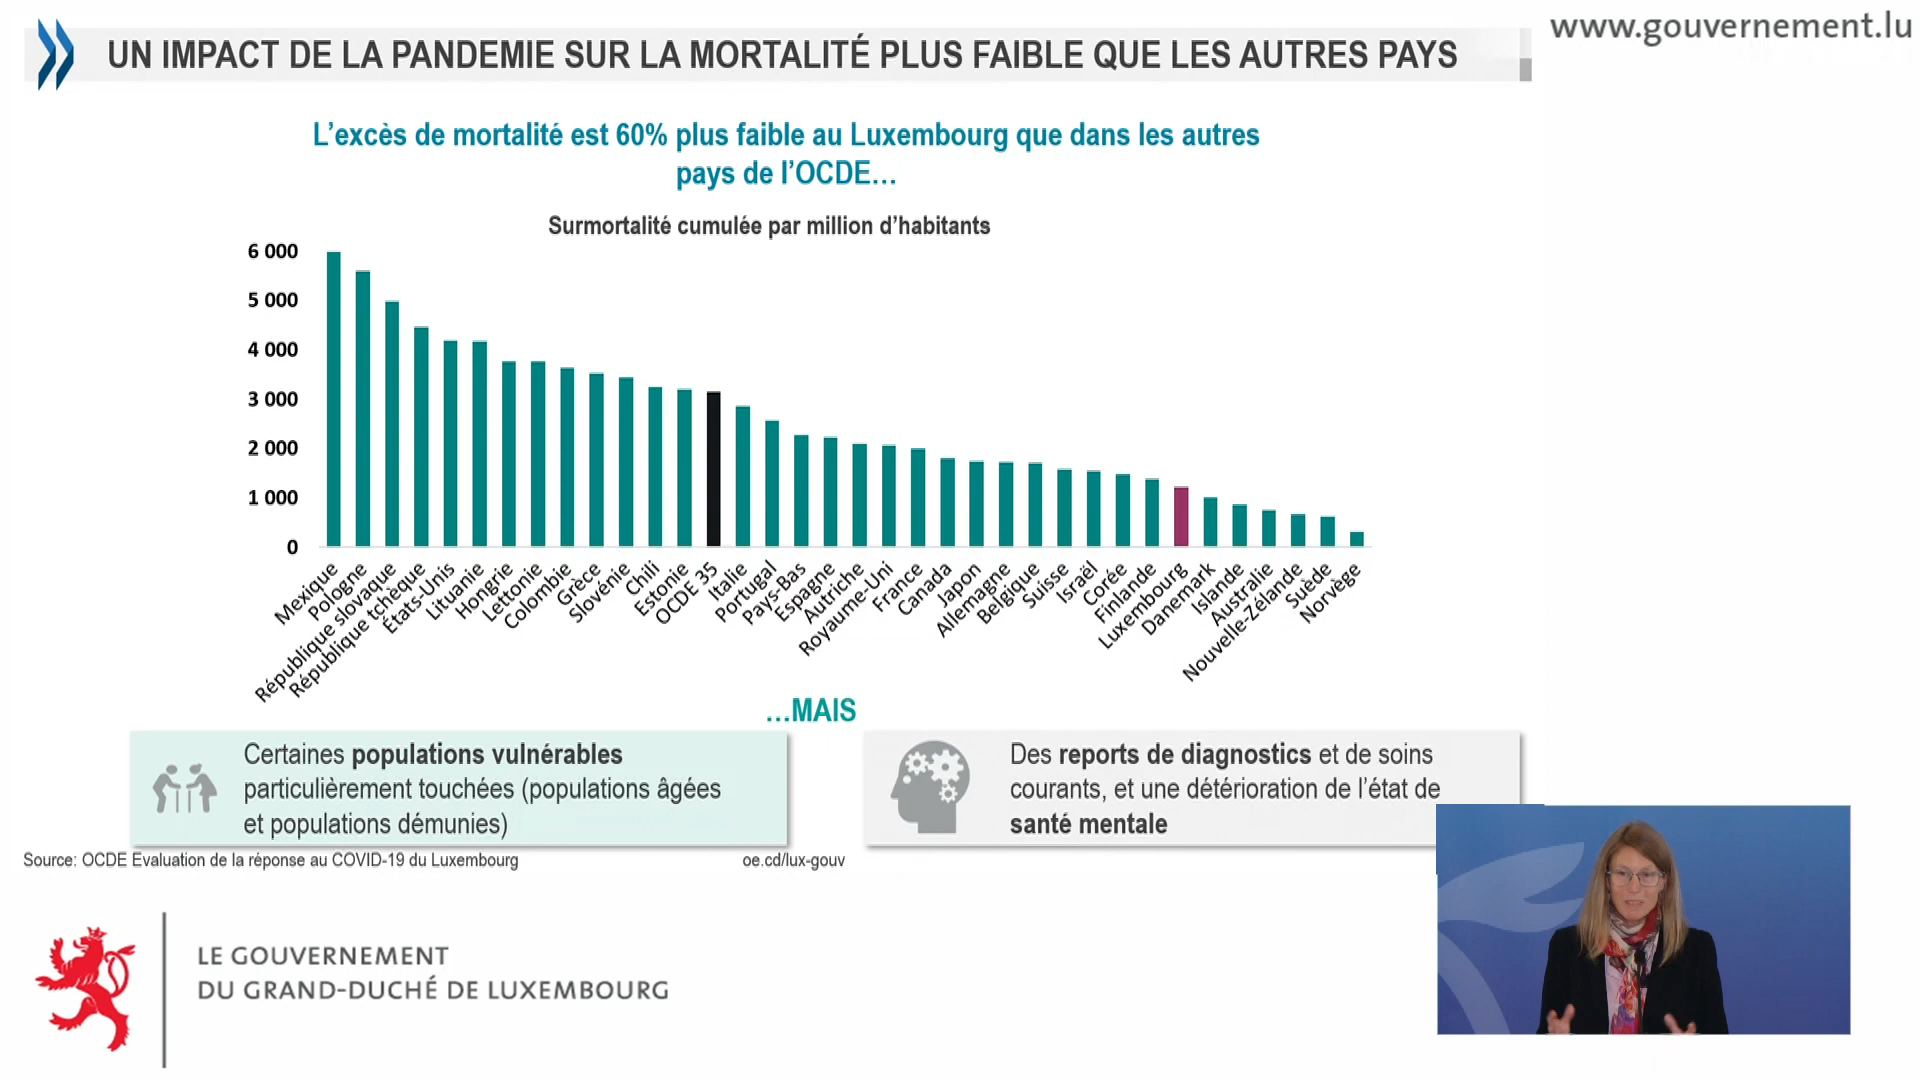 www.gouvernement.lu
UN IMPACT DE LA PANDEMIE SUR LA MORTALITÉ PLUS FAIBLE QUE LES AUTRES PAYS
L’excès de mortalité est 60% plus faible au Luxembourg que dans les autres
pays de l’OCDE…
Surmortalité cumulée par million d’habitants
6 000
5 000
4 000
3 000
2 000
1 000
0
Mexique
Pologne
République slovaque
République tchèque
États-Unis
Lituanie
Hongrie
Lettonie
Colombie
Grèce
Slovénie
Chili
Estonie
OCDE 35
Italie
Portugal
Pays-Bas
Espagne
Autriche
Royaume-Uni
France
Canada
Japon
Allemagne
Belgique
Suisse
Israël
Corée
Finlande
Luxembourg
Danemark
Islande
Australie
Nouvelle-Zélande
Suède
Norvège
…MAIS
Certaines populations vulnérables
particulièrement touchées (populations âgées
et populations démunies)
Des reports de diagnostics et de soins
courants, et une détérioration de l’état de
santé mentale
Source: OCDE Evaluation de la réponse au COVID-19 du Luxembourg
oe.cd/lux-gouv
LE GOUVERNEMENT
DU GRAND-DUCHÉ DE LUXEMBOURG